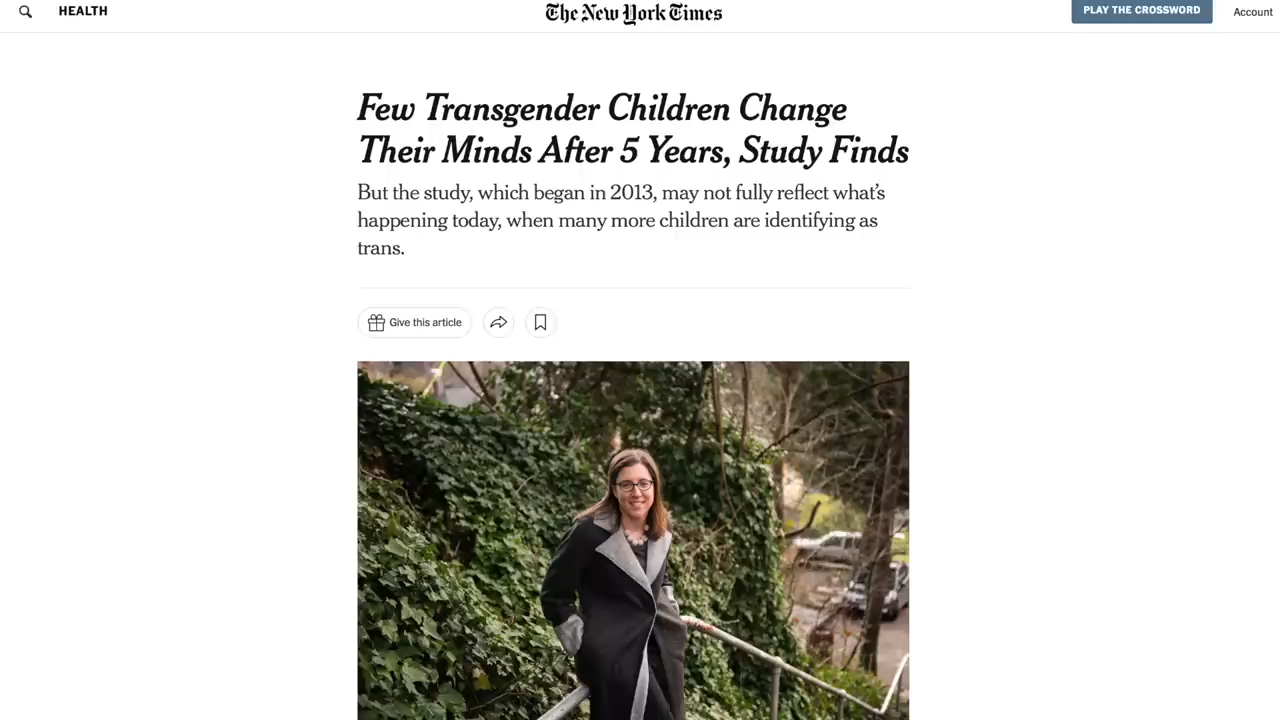 HEALTH
The New York Times
PLAY THE CROSSWORD
Account
Few Transgender Children Change
Their Minds After 5 Years, Study Finds
But the study, which began in 2013, may not fully reflect what's
happening today, when many more children are identifying as
trans.
Give this article